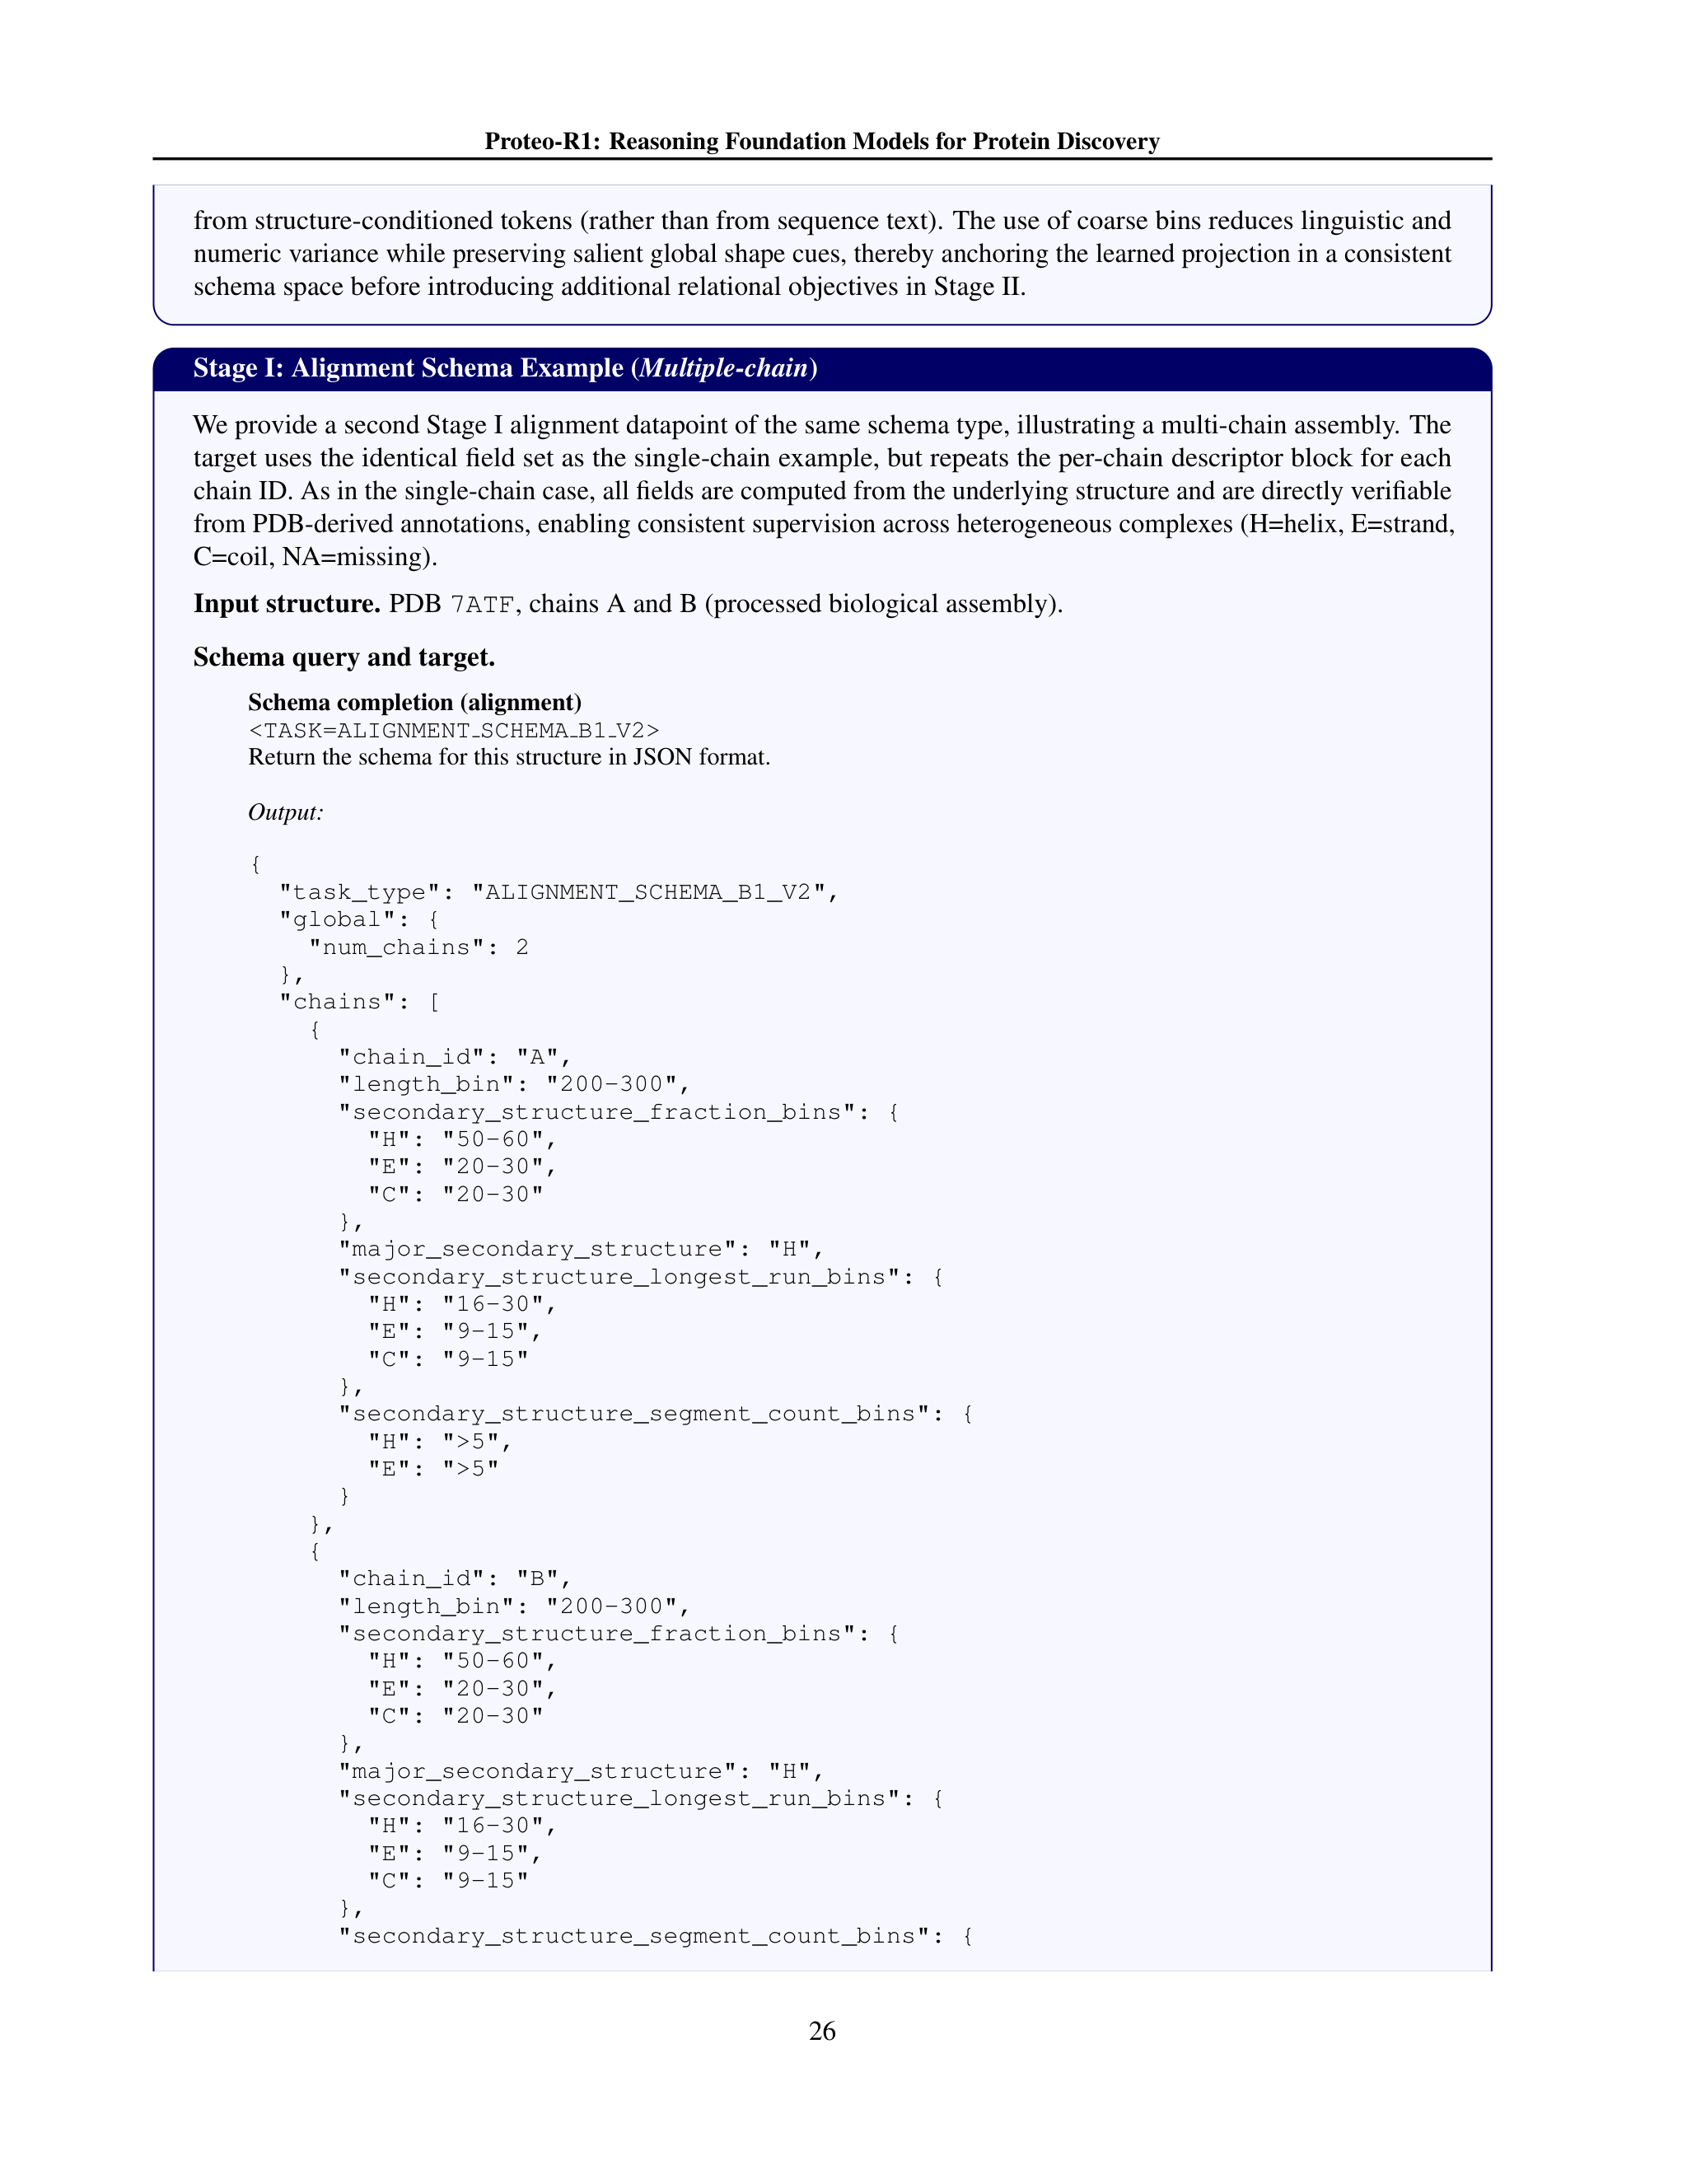 Proteo-R1: Reasoning Foundation Models for Protein Discovery
from structure-conditioned tokens (rather than from sequence text). The use of coarse bins reduces linguistic and
numeric variance while preserving salient global shape cues, thereby anchoring the learned projection in a consistent
schema space before introducing additional relational objectives in Stage II.
Stage I: Alignment Schema Example (Multiple-chain)
We provide a second Stage I alignment datapoint of the same schema type, illustrating a multi-chain assembly. The
target uses the identical field set as the single-chain example, but repeats the per-chain descriptor block for each
chain ID. As in the single-chain case, all fields are computed from the underlying structure and are directly verifiable
from PDB-derived annotations, enabling consistent supervision across heterogeneous complexes (H=helix, E=strand,
C=coil, NA=missing).
Input structure. PDB 7ATF, chains A and B (processed biological assembly).
Schema query and target.
Schema completion (alignment)
<TASK=ALIGNMENT_SCHEMA_B1_V2>
Return the schema for this structure in JSON format.
Output:
{
  "task_type": "ALIGNMENT_SCHEMA_B1_V2",
  "global": {
    "num_chains": 2
  },
  "chains": [
    {
      "chain_id": "A",
      "length_bin": "200-300",
      "secondary_structure_fraction_bins": {
        "H": "50-60",
        "E": "20-30",
        "C": "20-30"
      },
      "major_secondary_structure": "H",
      "secondary_structure_longest_run_bins": {
        "H": "16-30",
        "E": "9-15",
        "C": "9-15"
      },
      "secondary_structure_segment_count_bins": {
        "H": ">5",
        "E": ">5"
      }
    },
    {
      "chain_id": "B",
      "length_bin": "200-300",
      "secondary_structure_fraction_bins": {
        "H": "50-60",
        "E": "20-30",
        "C": "20-30"
      },
      "major_secondary_structure": "H",
      "secondary_structure_longest_run_bins": {
        "H": "16-30",
        "E": "9-15",
        "C": "9-15"
      },
      "secondary_structure_segment_count_bins": {
26